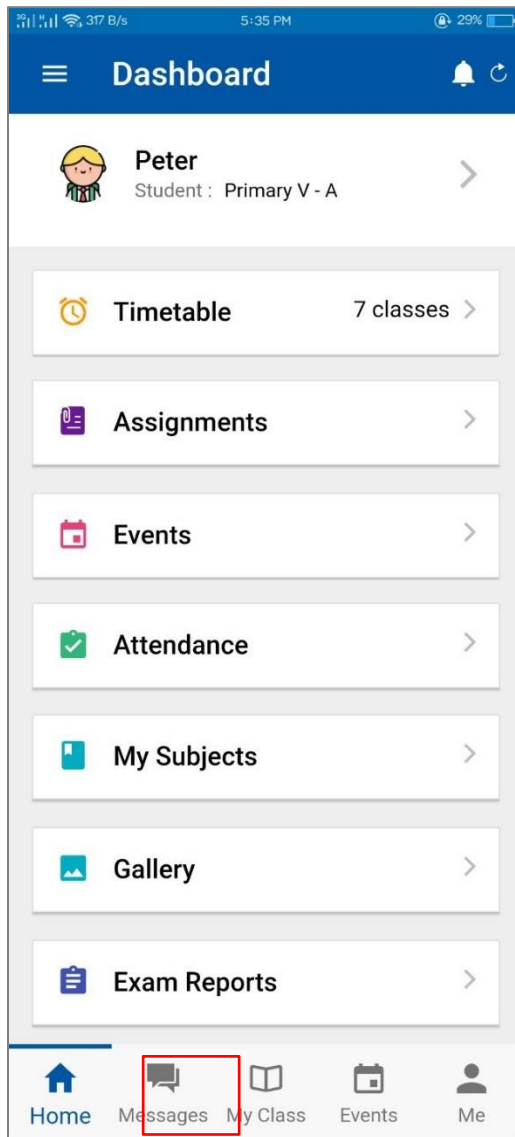 317 B/s 5:35 PM 29%
Dashboard
Peter
Student : Primary V - A
Timetable 7 classes
Assignments
Events
Attendance
My Subjects
Gallery
Exam Reports
Home Messages My Class Events Me